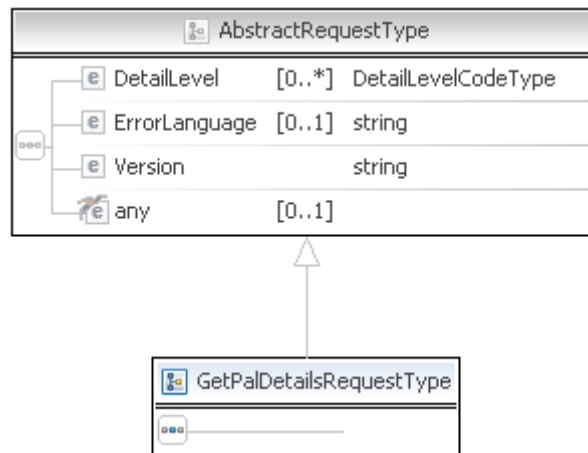 AbstractRequestType
e DetailLevel [0..*] DetailLevelCodeType
e ErrorLanguage [0..1] string
e Version string
e any [0..1]
GetPalDetailsRequestType